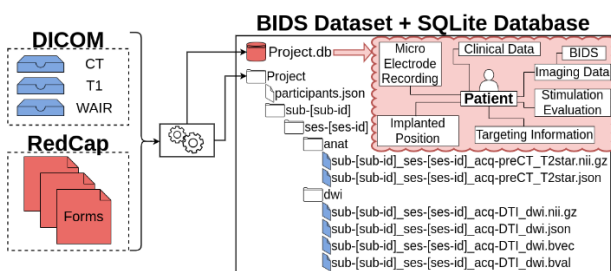 DICOM
CT
T1
WAIR
RedCap
Forms
BIDS Dataset + SQLite Database
Project.db
Project
participants.json
sub-[sub-id]
ses-[ses-id]
anat
sub-[sub-id]_ses-[ses-id]_acq-preCT_T2star.nii.gz
sub-[sub-id]_ses-[ses-id]_acq-preCT_T2star.json
dwi
sub-[sub-id]_ses-[ses-id]_acq-DTI_dwi.nii.gz
sub-[sub-id]_ses-[ses-id]_acq-DTI_dwi.json
sub-[sub-id]_ses-[ses-id]_acq-DTI_dwi.bvec
sub-[sub-id]_ses-[ses-id]_acq-DTI_dwi.bval
Micro
Electrode
Recording
Clinical Data
BIDS
Imaging Data
Patient
Stimulation
Evaluation
Implanted
Position
Targeting Information